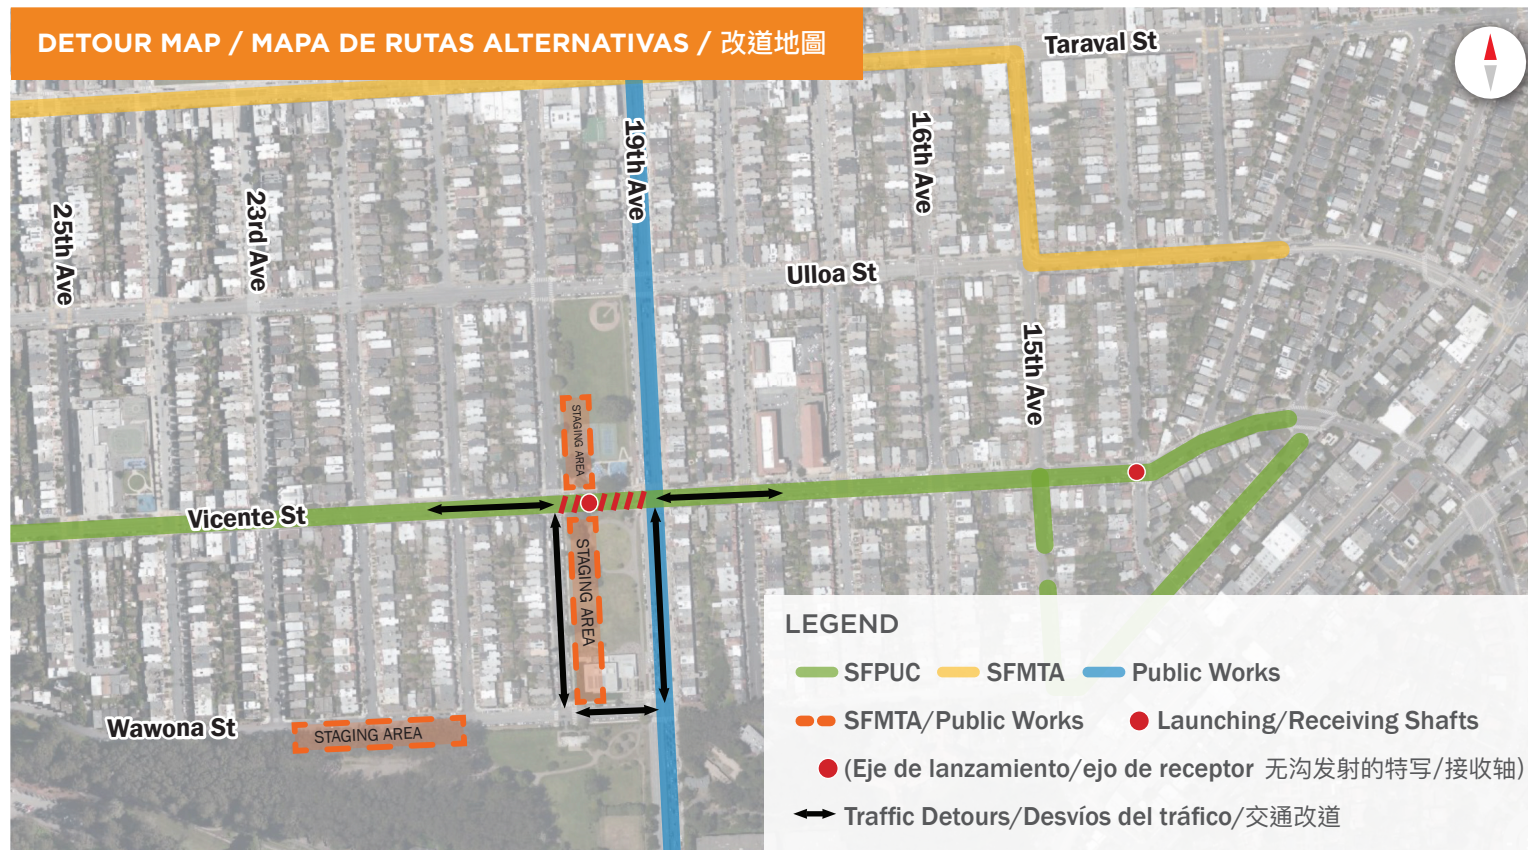 DETOUR MAP / MAPA DE RUTAS ALTERNATIVAS / 改道地圖
Taraval St
19th Ave
16th Ave
25th Ave
23rd Ave
Ulloa St
15th Ave
STAGING AREA
Vicente St
STAGING AREA
Wawona St
STAGING AREA
LEGEND
SFPUC SFMTA Public Works
SFMTA/Public Works Launching/Receiving Shafts
(Eje de lanzamiento/ejo de receptor 无沟发射的特写/接收轴)
Traffic Detours/Desvíos del tráfico/交通改道